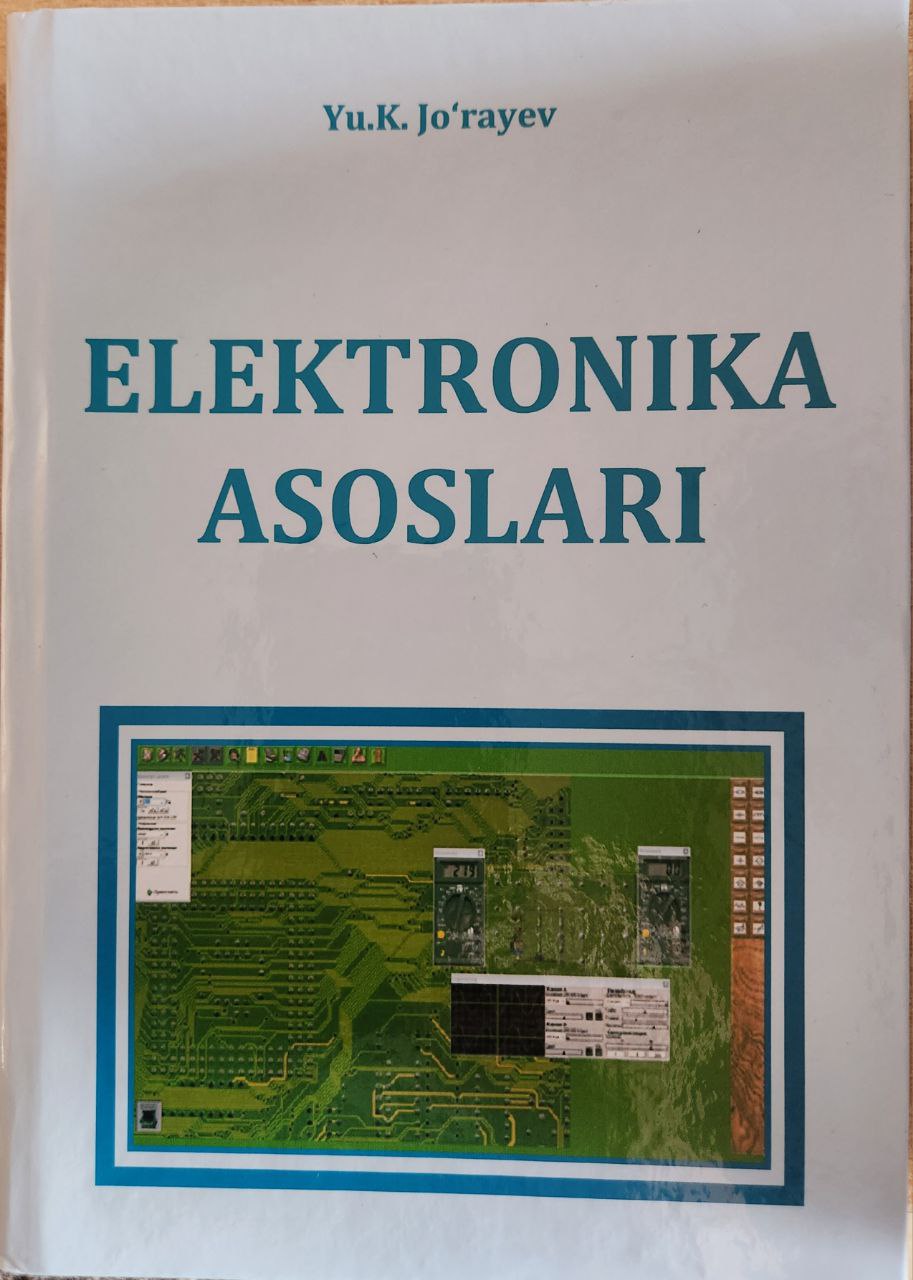 Yu.K. Jo‘rayev
ELEKTRONIKA
ASOSLARI